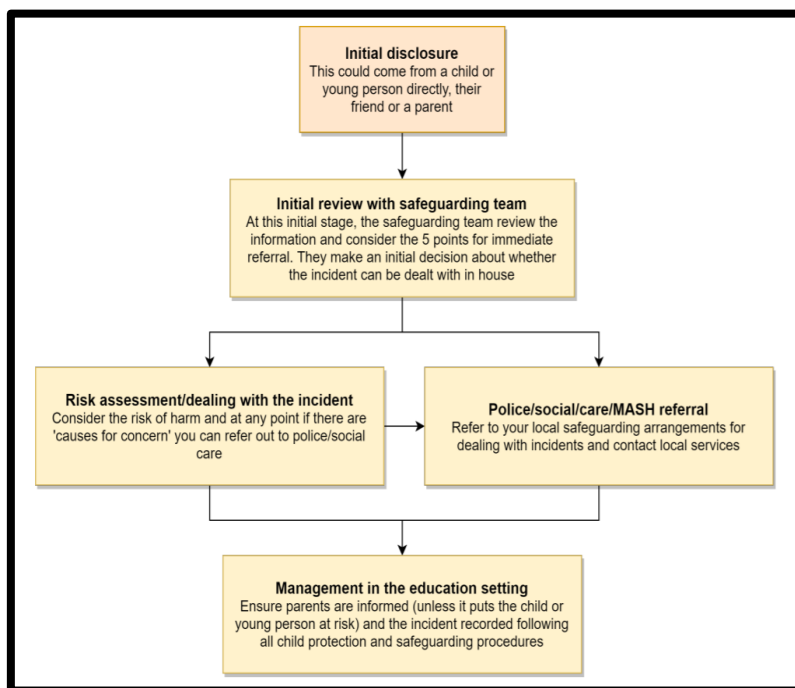 Initial disclosure
This could come from a child or
young person directly, their
friend or a parent
Initial review with safeguarding team
At this initial stage, the safeguarding team review the
information and consider the 5 points for immediate
referral. They make an initial decision about whether
the incident can be dealt with in house
Risk assessment/dealing with the incident
Consider the risk of harm and at any point if there are
'causes for concern' you can refer out to police/social
care
Police/social/care/MASH referral
Refer to your local safeguarding arrangements for
dealing with incidents and contact local services
Management in the education setting
Ensure parents are informed (unless it puts the child or
young person at risk) and the incident recorded following
all child protection and safeguarding procedures